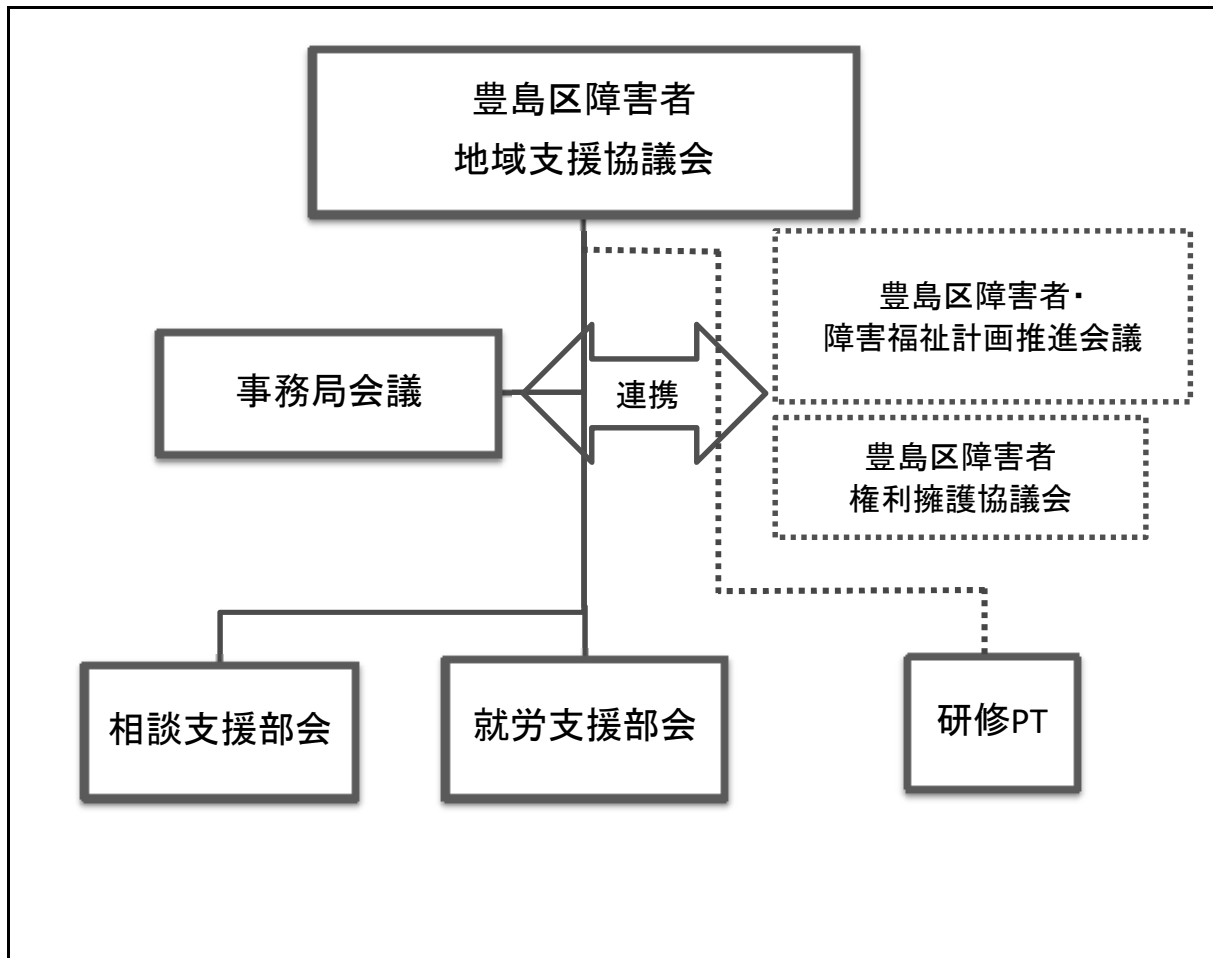 豊島区障害者
地域支援協議会
豊島区障害者・
障害福祉計画推進会議
事務局会議
連携
豊島区障害者
権利擁護協議会
相談支援部会
就労支援部会
研修PT